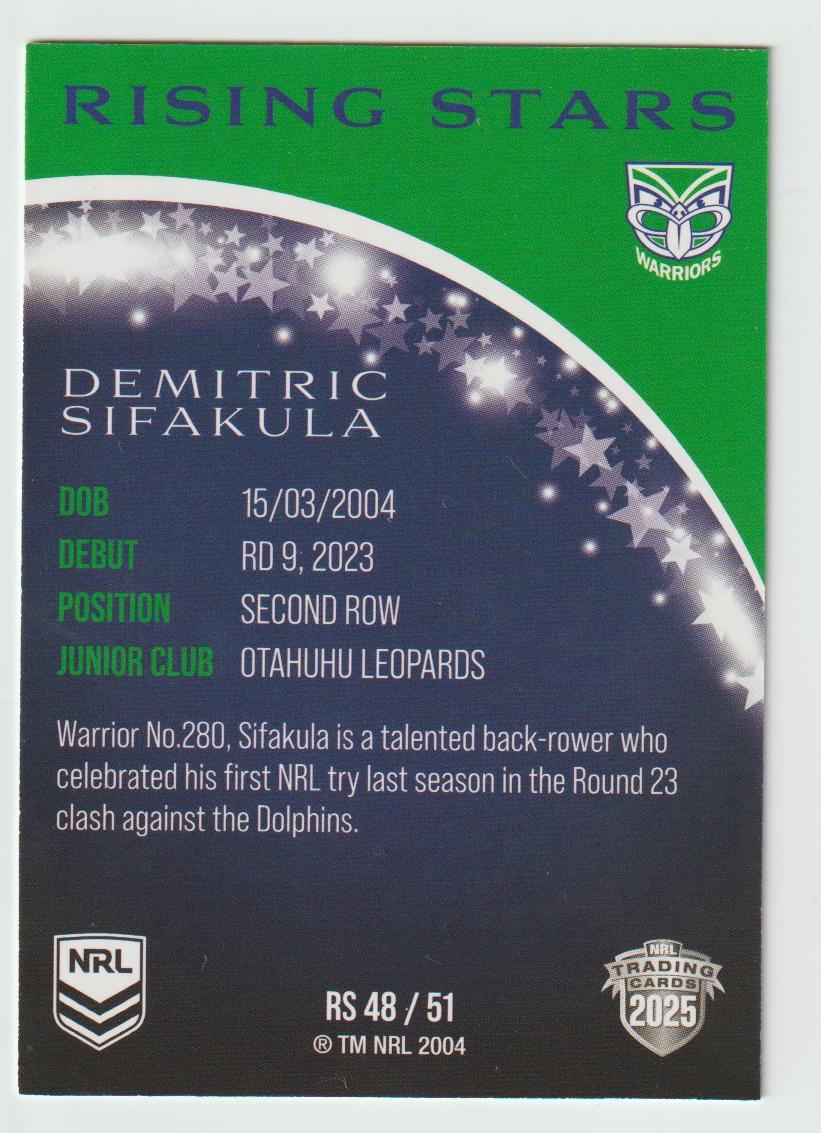 RISING STARS
WARRIORS
DEMITRIC
SIFAKULA
DOB 15/03/2004
DEBUT RD 9, 2023
POSITION SECOND ROW
JUNIOR CLUB OTAHUHU LEOPARDS
Warrior No.280, Sifakula is a talented back-rower who
celebrated his first NRL try last season in the Round 23
clash against the Dolphins.
NRL
RS 48 / 51
® TM NRL 2004
NRL
TRADING
CARDS
2025